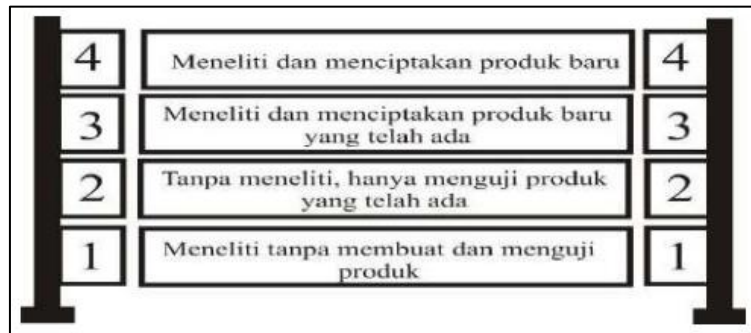 4 Meneliti dan menciptakan produk baru 4
3 Meneliti dan menciptakan produk baru 3
yang telah ada
2 Tanpa meneliti, hanya menguji produk 2
yang telah ada
1 Meneliti tanpa membuat dan menguji 1
produk